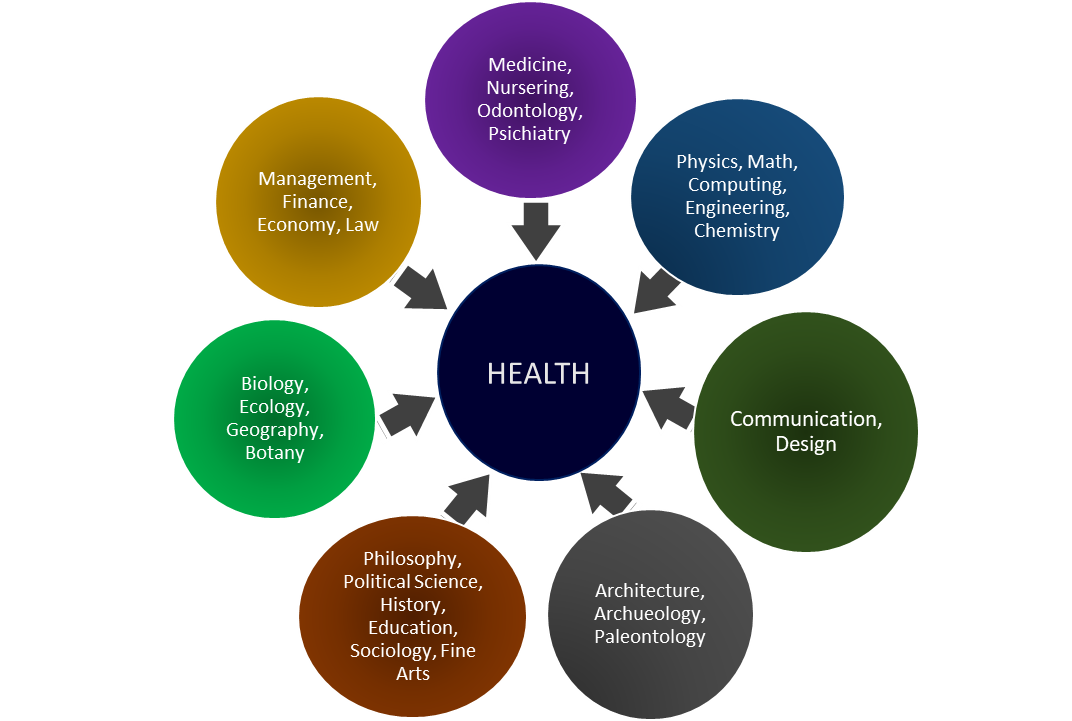 Medicine,
Nursering,
Odontology,
Psichiatry
Physics, Math,
Computing,
Engineering,
Chemistry
Communication,
Design
Architecture,
Archueology,
Paleontology
Philosophy,
Political Science,
History,
Education,
Sociology, Fine
Arts
Biology,
Ecology,
Geography,
Botany
Management,
Finance,
Economy, Law
HEALTH